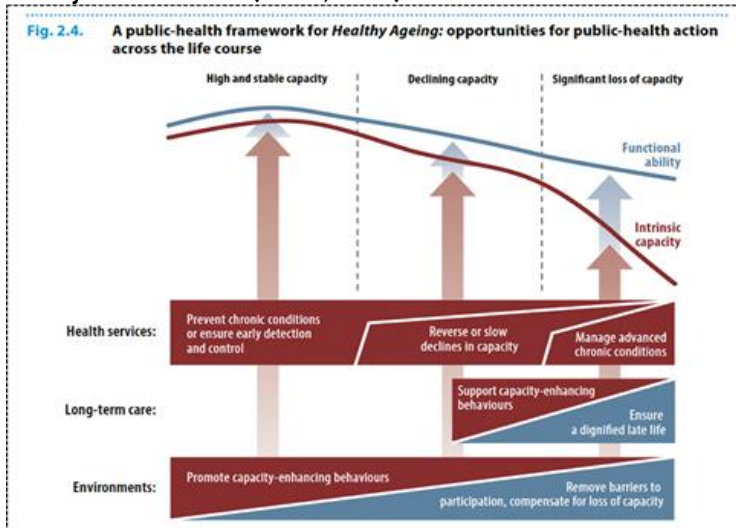 Fig. 2.4. A public-health framework for Healthy Ageing: opportunities for public-health action
across the life course
High and stable capacity
Declining capacity
Significant loss of capacity
Functional
ability
Intrinsic
capacity
Health services:
Prevent chronic conditions
or ensure early detection
and control
Reverse or slow
declines in capacity
Manage advanced
chronic conditions
Long-term care:
Support capacity-enhancing
behaviours
Ensure
a dignified late life
Environments:
Promote capacity-enhancing behaviours
Remove barriers to
participation, compensate for loss of capacity